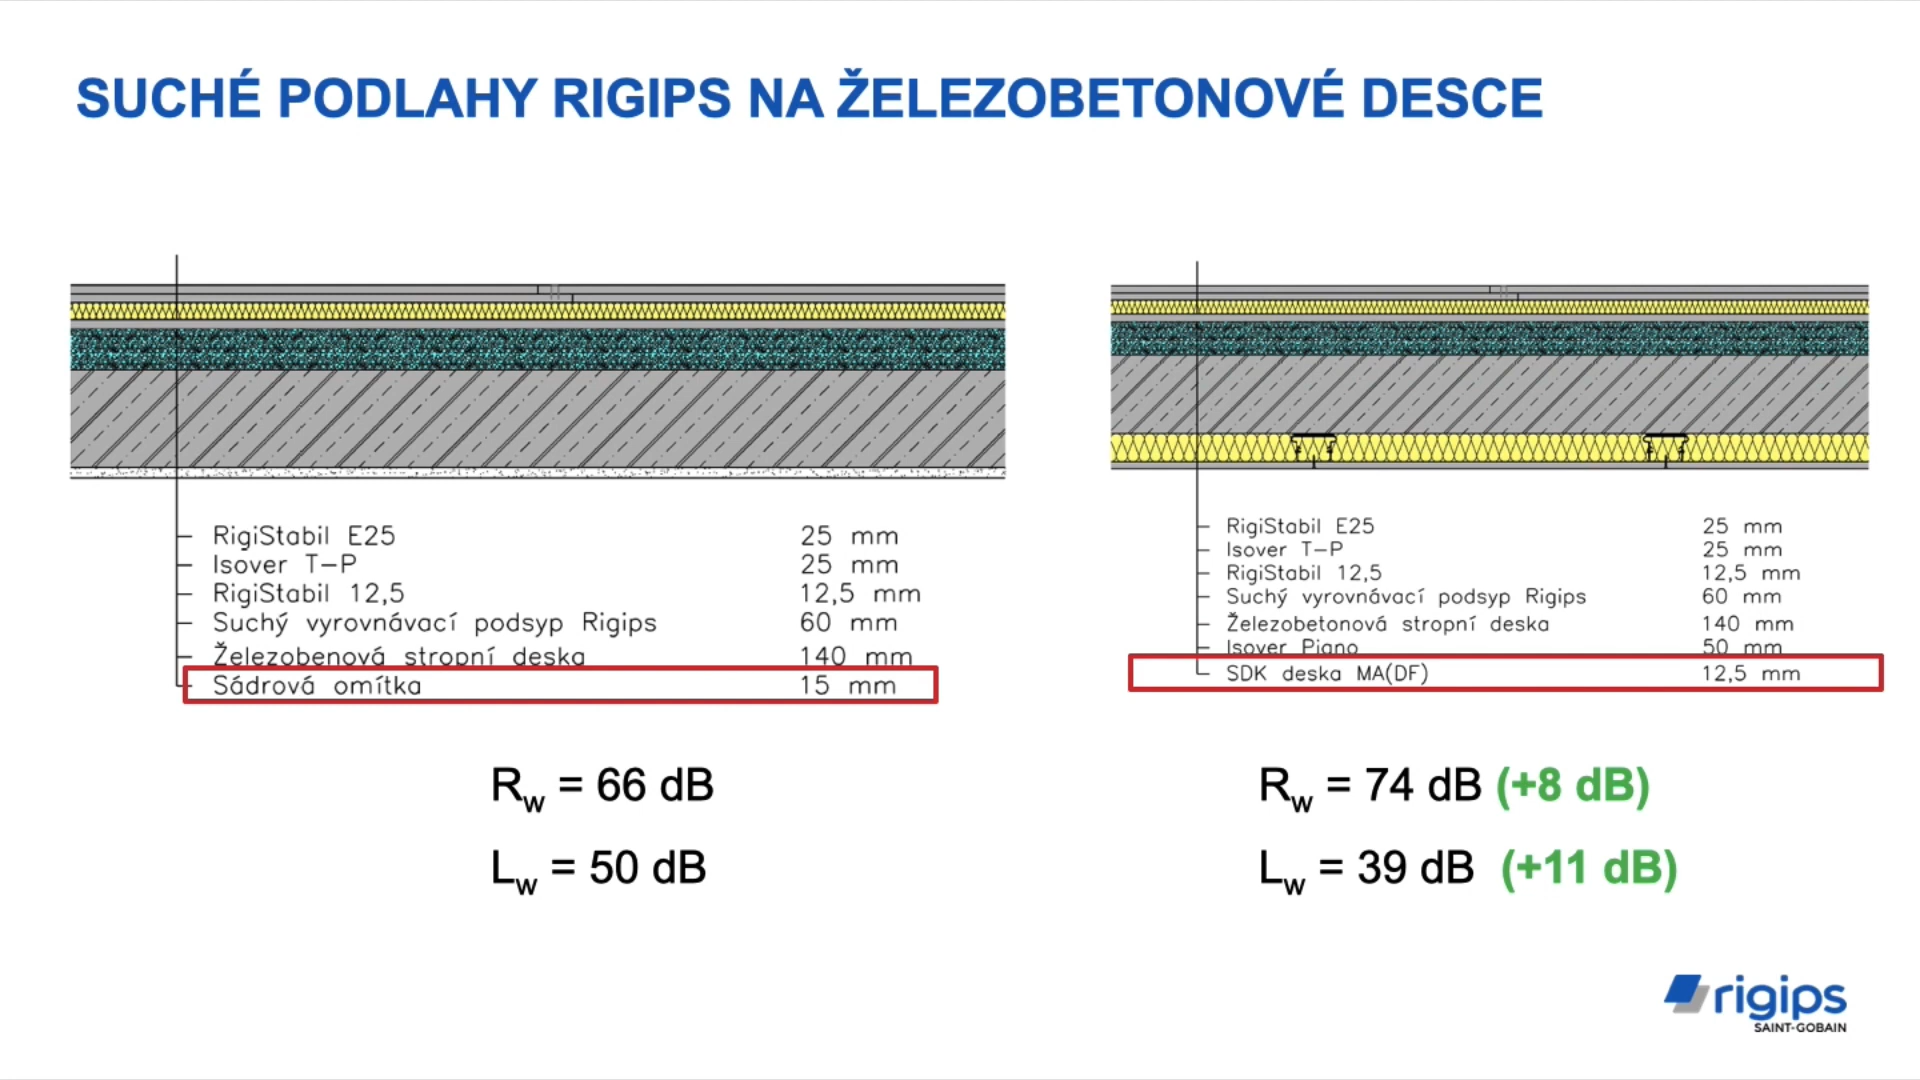 SUCHÉ PODLAHY RIGIPS NA ŽELEZOBETONOVÉ DESCE
RigiStabil E25 25 mm
Isover T-P 25 mm
RigiStabil 12,5 12,5 mm
Suchý vyrovnávací podsyp Rigips 60 mm
Železobenová stropní deska 140 mm
Sádrová omítka 15 mm
Rw = 66 dB
Lw = 50 dB
RigiStabil E25 25 mm
Isover T-P 25 mm
RigiStabil 12,5 12,5 mm
Suchý vyrovnávací podsyp Rigips 60 mm
Železobetonová stropní deska 140 mm
Isover Piano 50 mm
SDK deska MA(DF) 12,5 mm
Rw = 74 dB (+8 dB)
Lw = 39 dB (+11 dB)
rigips
SAINT-GOBAIN